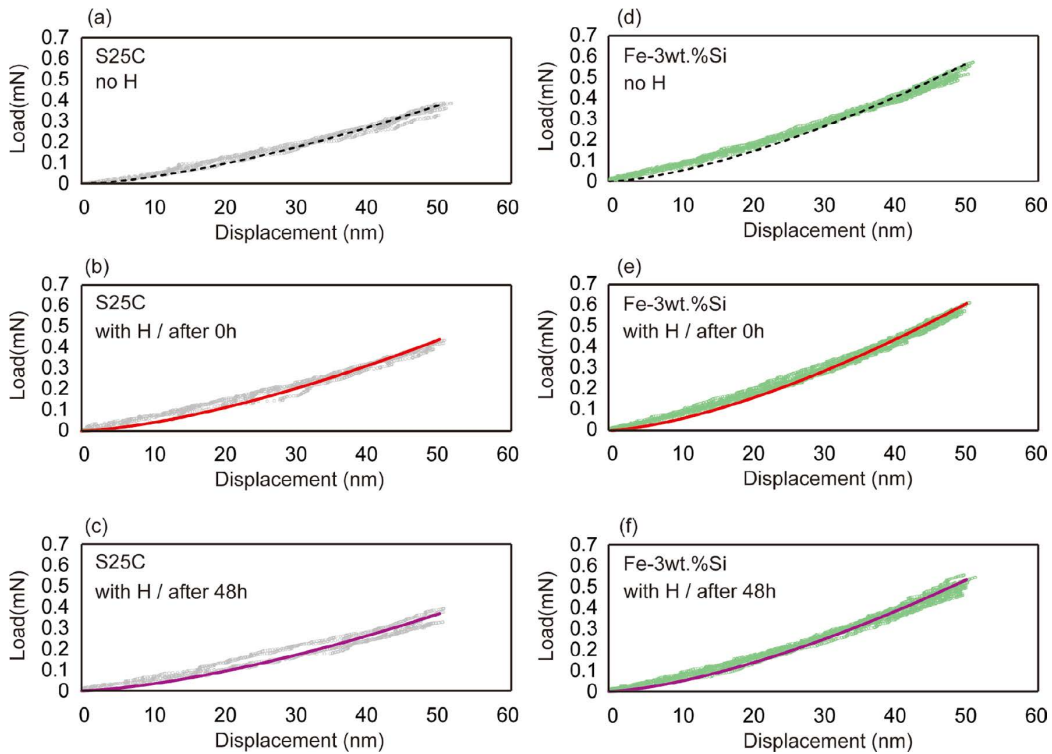 (a)
S25C
no H
0.7
0.6
0.5
0.4
0.3
0.2
0.1
0
Load(mN)
0 10 20 30 40 50 60
Displacement (nm)
(d)
Fe-3wt.%Si
no H
0.7
0.6
0.5
0.4
0.3
0.2
0.1
0
Load(mN)
0 10 20 30 40 50 60
Displacement (nm)
(b)
S25C
with H / after 0h
0.7
0.6
0.5
0.4
0.3
0.2
0.1
0
Load(mN)
0 10 20 30 40 50 60
Displacement (nm)
(e)
Fe-3wt.%Si
with H / after 0h
0.7
0.6
0.5
0.4
0.3
0.2
0.1
0
Load(mN)
0 10 20 30 40 50 60
Displacement (nm)
(c)
S25C
with H / after 48h
0.7
0.6
0.5
0.4
0.3
0.2
0.1
0
Load(mN)
0 10 20 30 40 50 60
Displacement (nm)
(f)
Fe-3wt.%Si
with H / after 48h
0.7
0.6
0.5
0.4
0.3
0.2
0.1
0
Load(mN)
0 10 20 30 40 50 60
Displacement (nm)